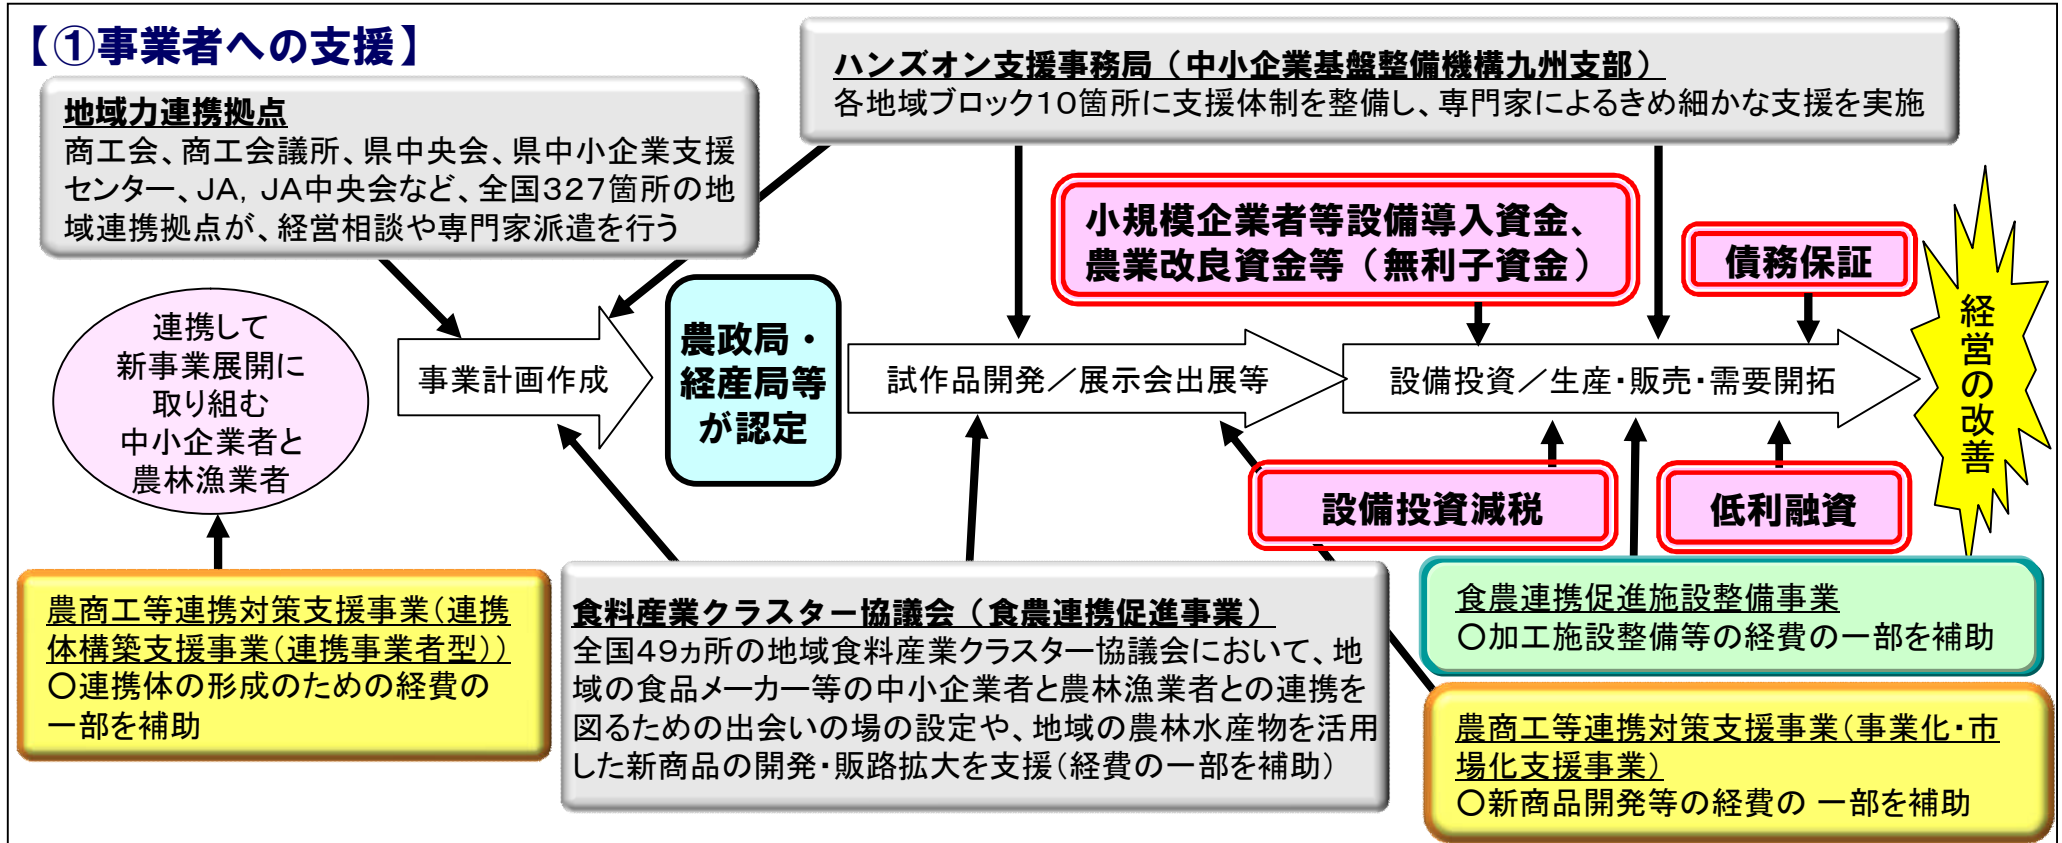 【①事業者への支援】
ハンズオン支援事務局（中小企業基盤整備機構九州支部）
各地域ブロック１０箇所に支援体制を整備し、専門家によるきめ細かな支援を実施
地域力連携拠点
商工会、商工会議所、県中央会、県中小企業支援
センター、JA，JA中央会など、全国３２７箇所の地
域連携拠点が、経営相談や専門家派遣を行う
小規模企業者等設備導入資金、
農業改良資金等（無利子資金）
債務保証
連携して
新事業展開に
取り組む
中小企業者と
農林漁業者
事業計画作成
農政局・
経産局等
が認定
試作品開発／展示会出展等
設備投資／生産・販売・需要開拓
経営の改善
設備投資減税
低利融資
農商工等連携対策支援事業（連携
体構築支援事業（連携事業者型））
○連携体の形成のための経費の
一部を補助
食料産業クラスター協議会（食農連携促進事業）
全国４９ヵ所の地域食料産業クラスター協議会において、地
域の食品メーカー等の中小企業者と農林漁業者との連携を
図るための出会いの場の設定や、地域の農林水産物を活用
した新商品の開発・販路拡大を支援（経費の一部を補助）
食農連携促進施設整備事業
○加工施設整備等の経費の一部を補助
農商工等連携対策支援事業（事業化・市
場化支援事業）
○新商品開発等の経費の 一部を補助